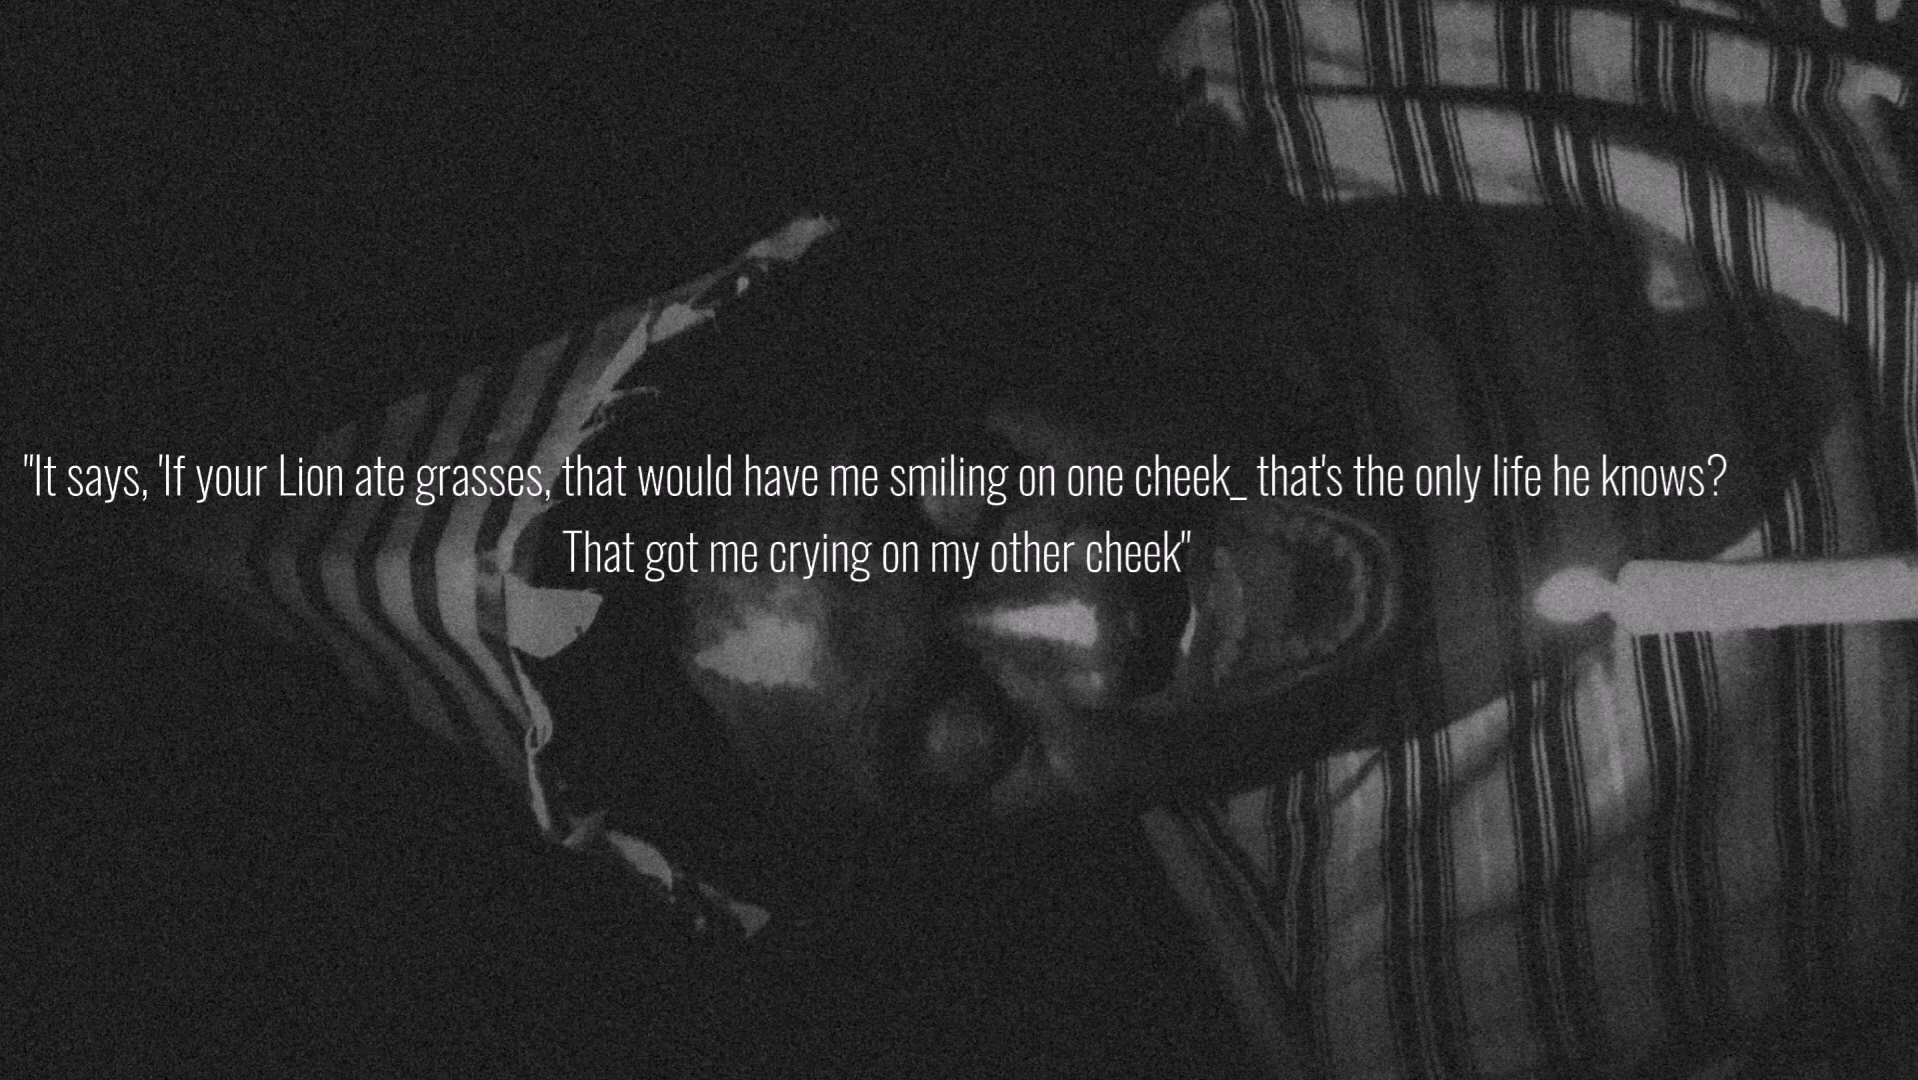 "It says, 'If your Lion ate grasses, that would have me smiling on one cheek_ that's the only life he knows?
That got me crying on my other cheek"